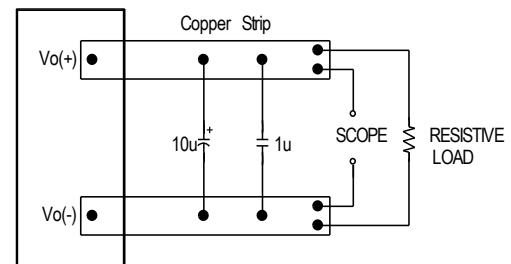 Copper Strip
Vo(+)
10u
+
1u
SCOPE
RESISTIVE
LOAD
Vo(-)